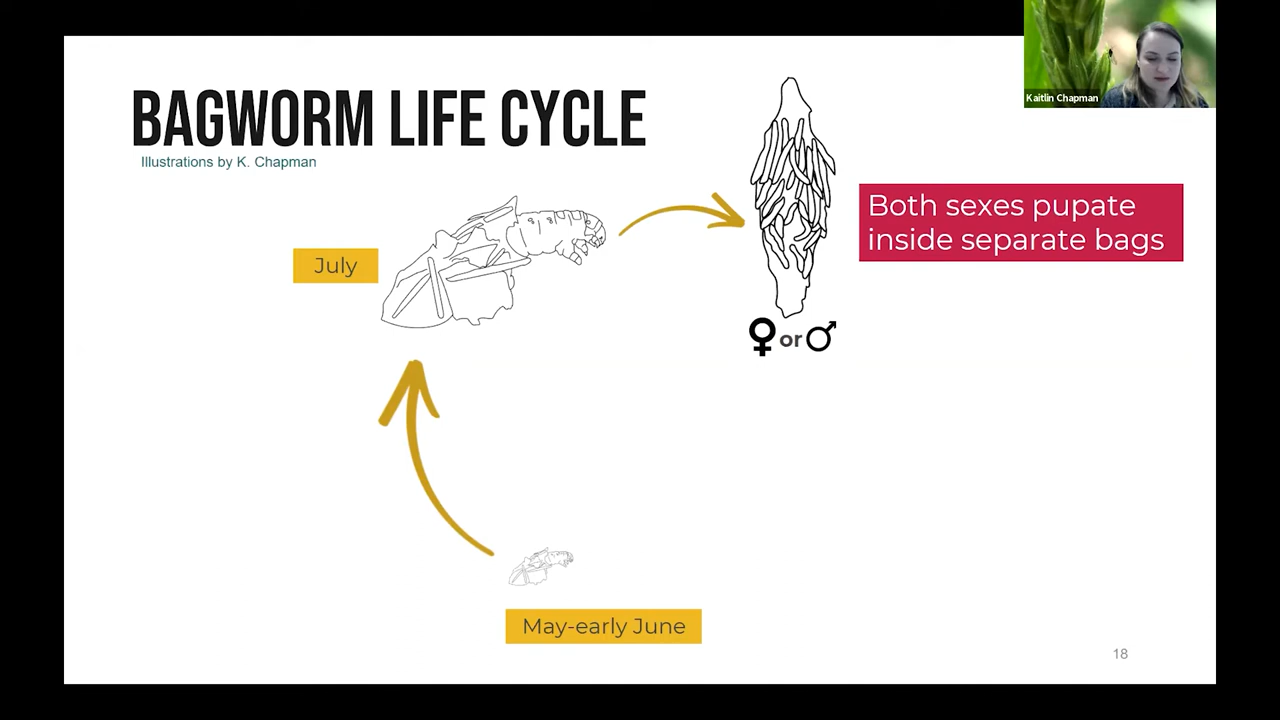 Kaitlin Chapman
BAGWORM LIFE CYCLE
Illustrations by K. Chapman
Both sexes pupate
inside separate bags
July
♀ or ♂
May-early June
18